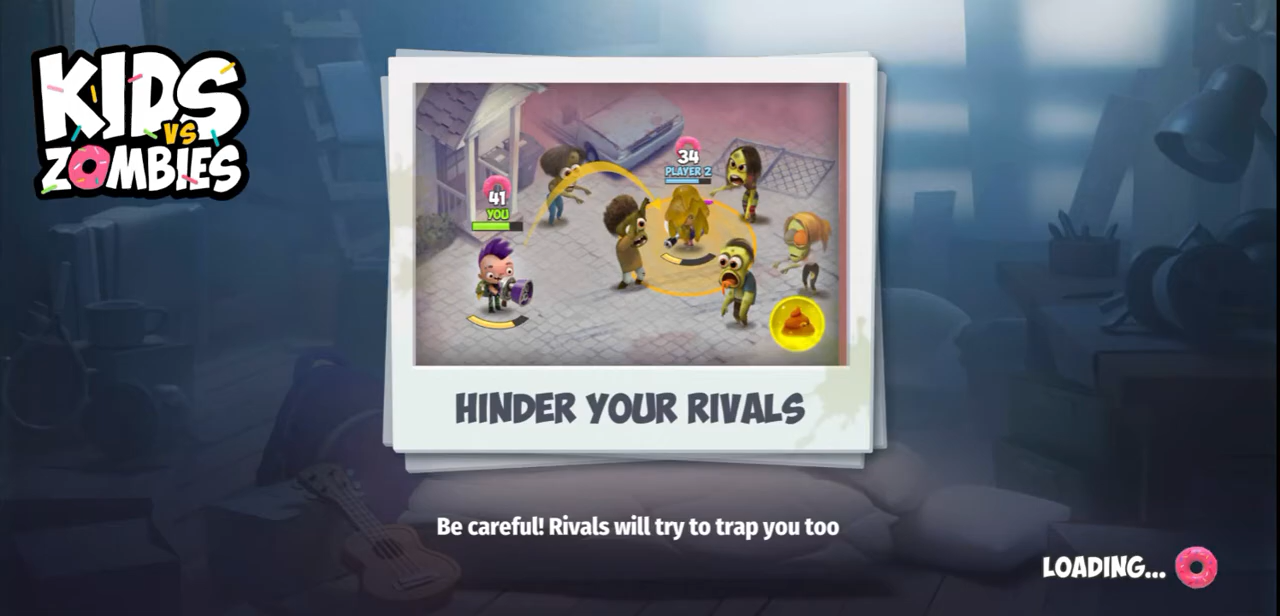 KIDS
VS
ZOMBIES
34
PLAYER 2
41
YOU
HINDER YOUR RIVALS
Be careful! Rivals will try to trap you too
LOADING...